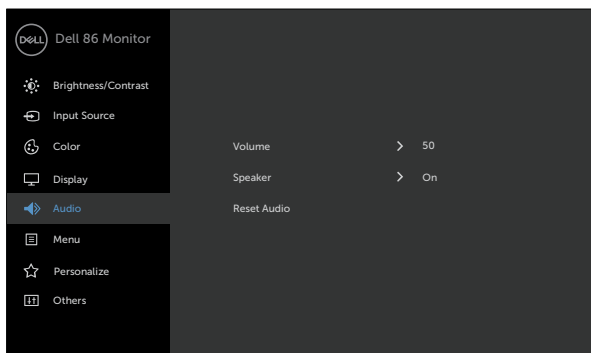 DELL Dell 86 Monitor
Brightness/Contrast
Input Source
Color
Volume 50
Display
Speaker On
Audio
Reset Audio
Menu
Personalize
Others